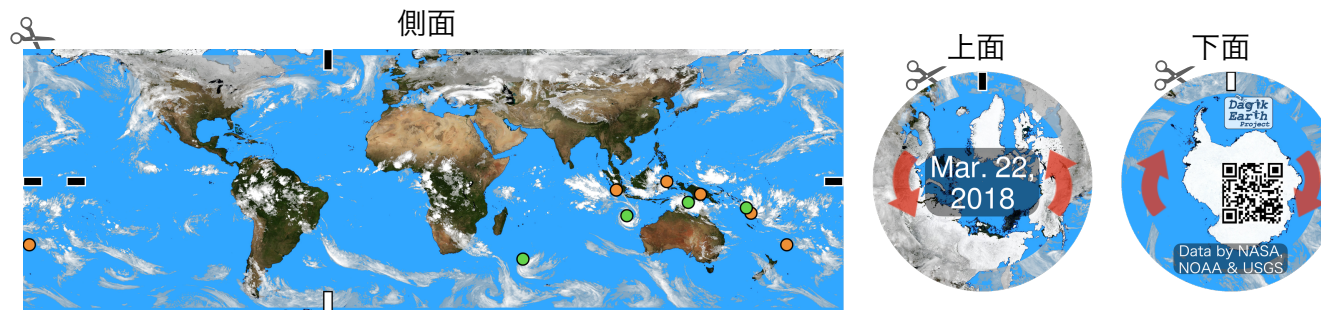 側面
上面
下面
Mar. 22,
2018
Dagik
Earth
Project
Data by NASA,
NOAA & USGS